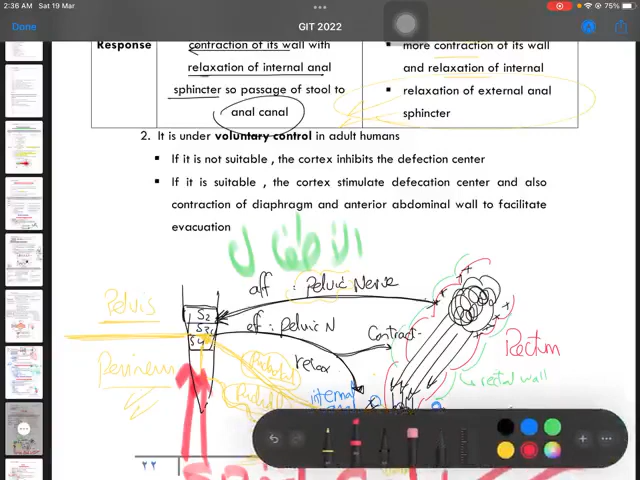 2:36 AM Sat 19 Mar
75%
Done
GIT 2022
Response
contraction of its wall with
relaxation of internal anal
sphincter so passage of stool to
anal canal
more contraction of its wall
and relaxation of internal
▪ relaxation of external anal
sphincter
2. It is under voluntary control in adult humans
▪ If it is not suitable , the cortex inhibits the defection center
▪ If it is suitable , the cortex stimulate defecation center and also
contraction of diaphragm and anterior abdominal wall to facilitate
evacuation
الاطفال
aff : pelvic Nerve
Pelvis
S2
S3
S4
eff : pelvic N
Contract
relax
Rectum
Perineum
rectal wall
internal
٢٢